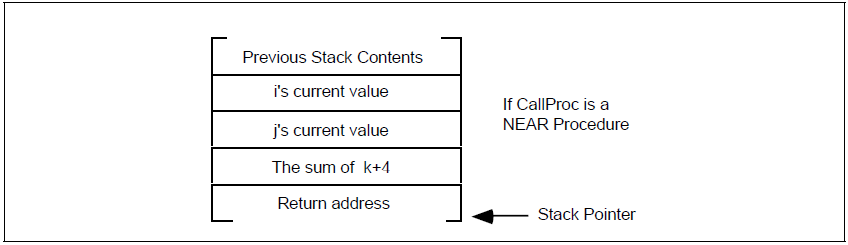 Previous Stack Contents
i's current value
j's current value
The sum of k+4
Return address
If CallProc is a
NEAR Procedure
Stack Pointer